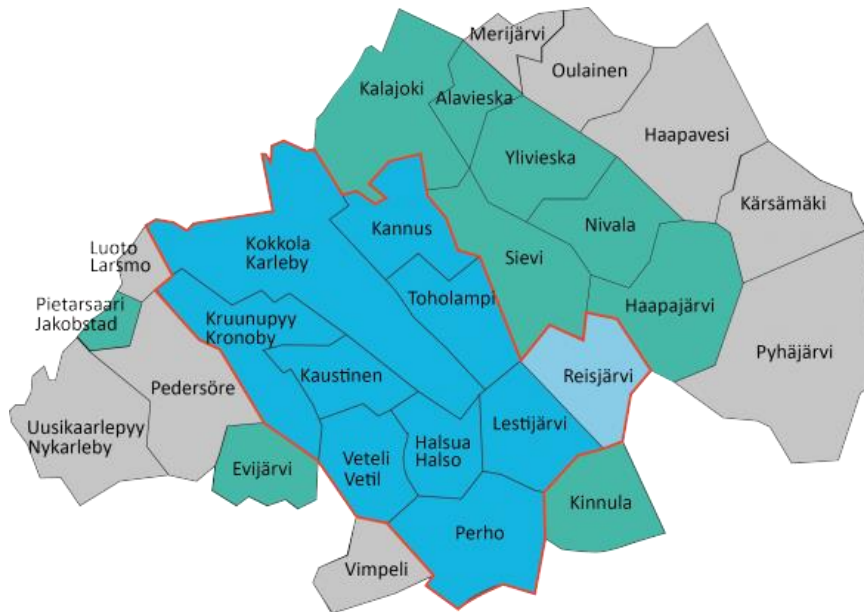 Merijärvi
Oulainen
Kalajoki
Alavieska
Haapavesi
Ylivieska
Kärsämäki
Kannus
Nivala
Luoto
Larsmo
Kokkola
Karleby
Sievi
Pietarsaari
Jakobstad
Toholampi
Haapajärvi
Kruunupyy
Kronoby
Pyhäjärvi
Pedersöre
Kaustinen
Reisjärvi
Uusikaarlepyy
Nykarleby
Lestijärvi
Halsua
Halso
Evijärvi
Veteli
Vetil
Kinnula
Perho
Vimpeli